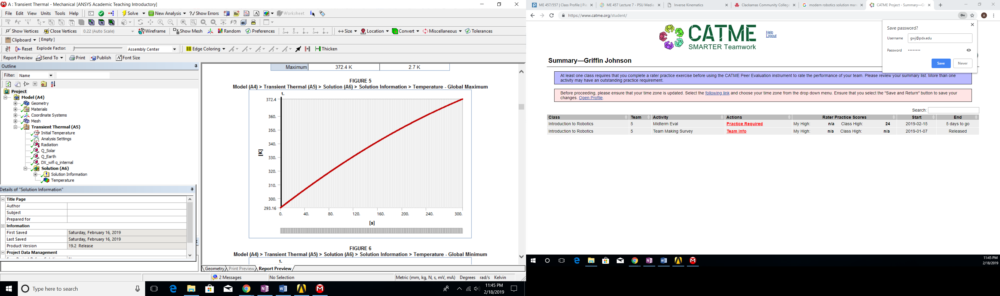 A : Transient Thermal - Mechanical [ANSYS Academic Teaching Introductory]
File Edit View Units Tools Help Solve New Analysis ?/ Show Errors Worksheet
Show Vertices Close Vertices 0.22 (Auto Scale) Wireframe Show Mesh Random Preferences Size Location Convert Miscellaneous Tolerances
Clipboard [ Empty ]
Reset Explode Factor: Assembly Center Edge Coloring Thicken
Report Preview Send To Print Publish Font Size
Outline
Filter: Name
Project
Model (A4)
Geometry
Materials
Coordinate Systems
Mesh
Transient Thermal (A5)
Initial Temperature
Analysis Settings
Radiation
Q_Solar
Q_Earth
DX_wifi q_internal
Solution (A6)
Solution Information
Temperature
Details of "Solution Information"
Title Page
Author
Subject
Prepared for
Information
First Saved Saturday, February 16, 2019
Last Saved Saturday, February 16, 2019
Product Version 19.2 Release
Project Data Management
Maximum 372.4 K 2.7 K
FIGURE 5
Model (A4) > Transient Thermal (A5) > Solution (A6) > Solution Information > Temperature - Global Maximum
1.
372.4
360.
350.
340.
330.
320.
310.
300.
293.16
[K]
0. 40. 80. 120. 160. 200. 240. 300.
[s]
FIGURE 6
Model (A4) > Transient Thermal (A5) > Solution (A6) > Solution Information > Temperature - Global Minimum
1.
Geometry Print Preview Report Preview
2 Messages No Selection Metric (mm, kg, N, s, mV, mA) Degrees rad/s Kelvin
Type here to search
11:45 PM
2/18/2019
ME 457/557 | Class Profile | Pia ME 457 Lecture 7 - PSU Media Inverse Kinematics Clackamas Community College modern robotics solution man CATME Project - Summary—G
https://www.catme.org/student/
CATME
SMARTER Teamwork
Help
Logout
Save password?
Username gwj@pdx.edu
Password ••••••••
Save Never
Summary—Griffin Johnson
At least one class requires that you complete a rater practice exercise before using the CATME Peer Evaluation instrument to rate the performance of your team. Please review your summary list. More than one
activity may have an outstanding practice requirement.
Before proceeding, please ensure that your time zone is updated. Select the following link and choose your time zone from the drop down menu. Ensure that you select the "Save and Return" button to save your
changes. Open Profile.
Search:
Class Team Activity Actions Rater Practice Scores Start End
Introduction to Robotics 5 Midterm Eval Practice Required My High: n/a Class High: 24 2019-02-15 5 days to go
Introduction to Robotics 5 Team Making Survey Team Info My High: n/a Class High: n/a 2019-01-07 Released
11:45 PM
2/18/2019